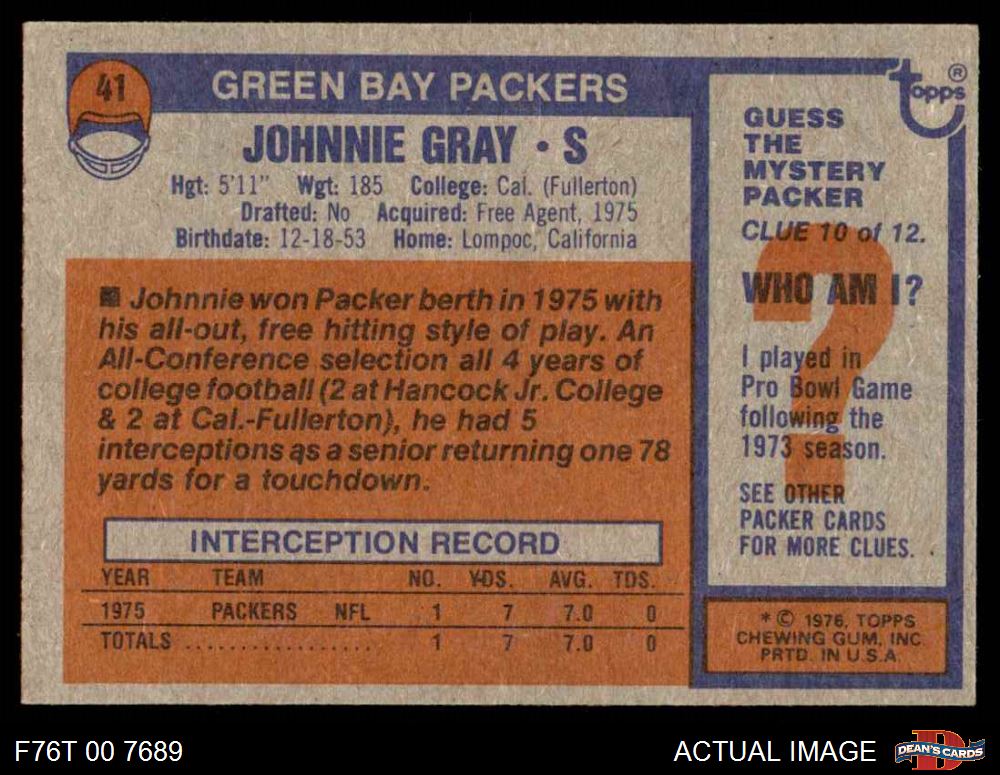 41
GREEN BAY PACKERS
JOHNNIE GRAY • S
Hgt: 5'11" Wgt: 185 College: Cal. (Fullerton)
Drafted: No Acquired: Free Agent, 1975
Birthdate: 12-18-53 Home: Lompoc, California
■ Johnnie won Packer berth in 1975 with
his all-out, free hitting style of play. An
All-Conference selection all 4 years of
college football (2 at Hancock Jr. College
& 2 at Cal.-Fullerton), he had 5
interceptions as a senior returning one 78
yards for a touchdown.
INTERCEPTION RECORD
YEAR TEAM NO. YDS. AVG. TDS.
1975 PACKERS NFL 1 7 7.0 0
TOTALS ................. 1 7 7.0 0
topps®
GUESS
THE
MYSTERY
PACKER
CLUE 10 of 12.
WHO AM I?
?
I played in
Pro Bowl Game
following the
1973 season.
SEE OTHER
PACKER CARDS
FOR MORE CLUES.
* © 1976, TOPPS
CHEWING GUM, INC
PRTD. IN U.S.A.
F76T 00 7689
ACTUAL IMAGE
D
DEAN'S CARDS